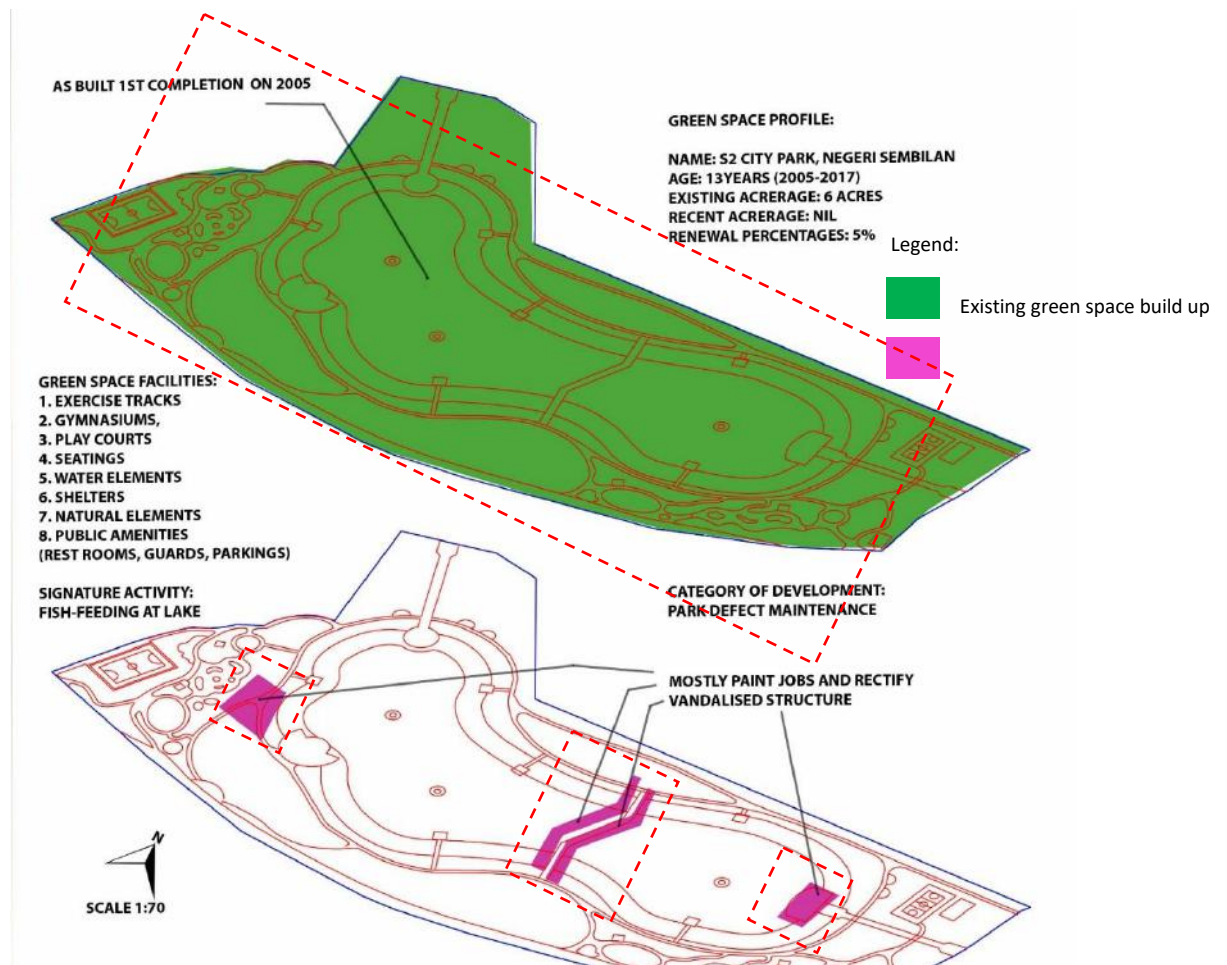 AS BUILT 1ST COMPLETION ON 2005
GREEN SPACE PROFILE:
NAME: S2 CITY PARK, NEGERI SEMBILAN
AGE: 13YEARS (2005-2017)
EXISTING ACRERAGE: 6 ACRES
RECENT ACRERAGE: NIL
RENEWAL PERCENTAGES: 5%
Legend:
Existing green space build up
GREEN SPACE FACILITIES:
1. EXERCISE TRACKS
2. GYMNASIUMS,
3. PLAY COURTS
4. SEATINGS
5. WATER ELEMENTS
6. SHELTERS
7. NATURAL ELEMENTS
8. PUBLIC AMENITIES
(REST ROOMS, GUARDS, PARKINGS)
SIGNATURE ACTIVITY:
FISH-FEEDING AT LAKE
CATEGORY OF DEVELOPMENT:
PARK DEFECT MAINTENANCE
MOSTLY PAINT JOBS AND RECTIFY
VANDALISED STRUCTURE
N
SCALE 1:70